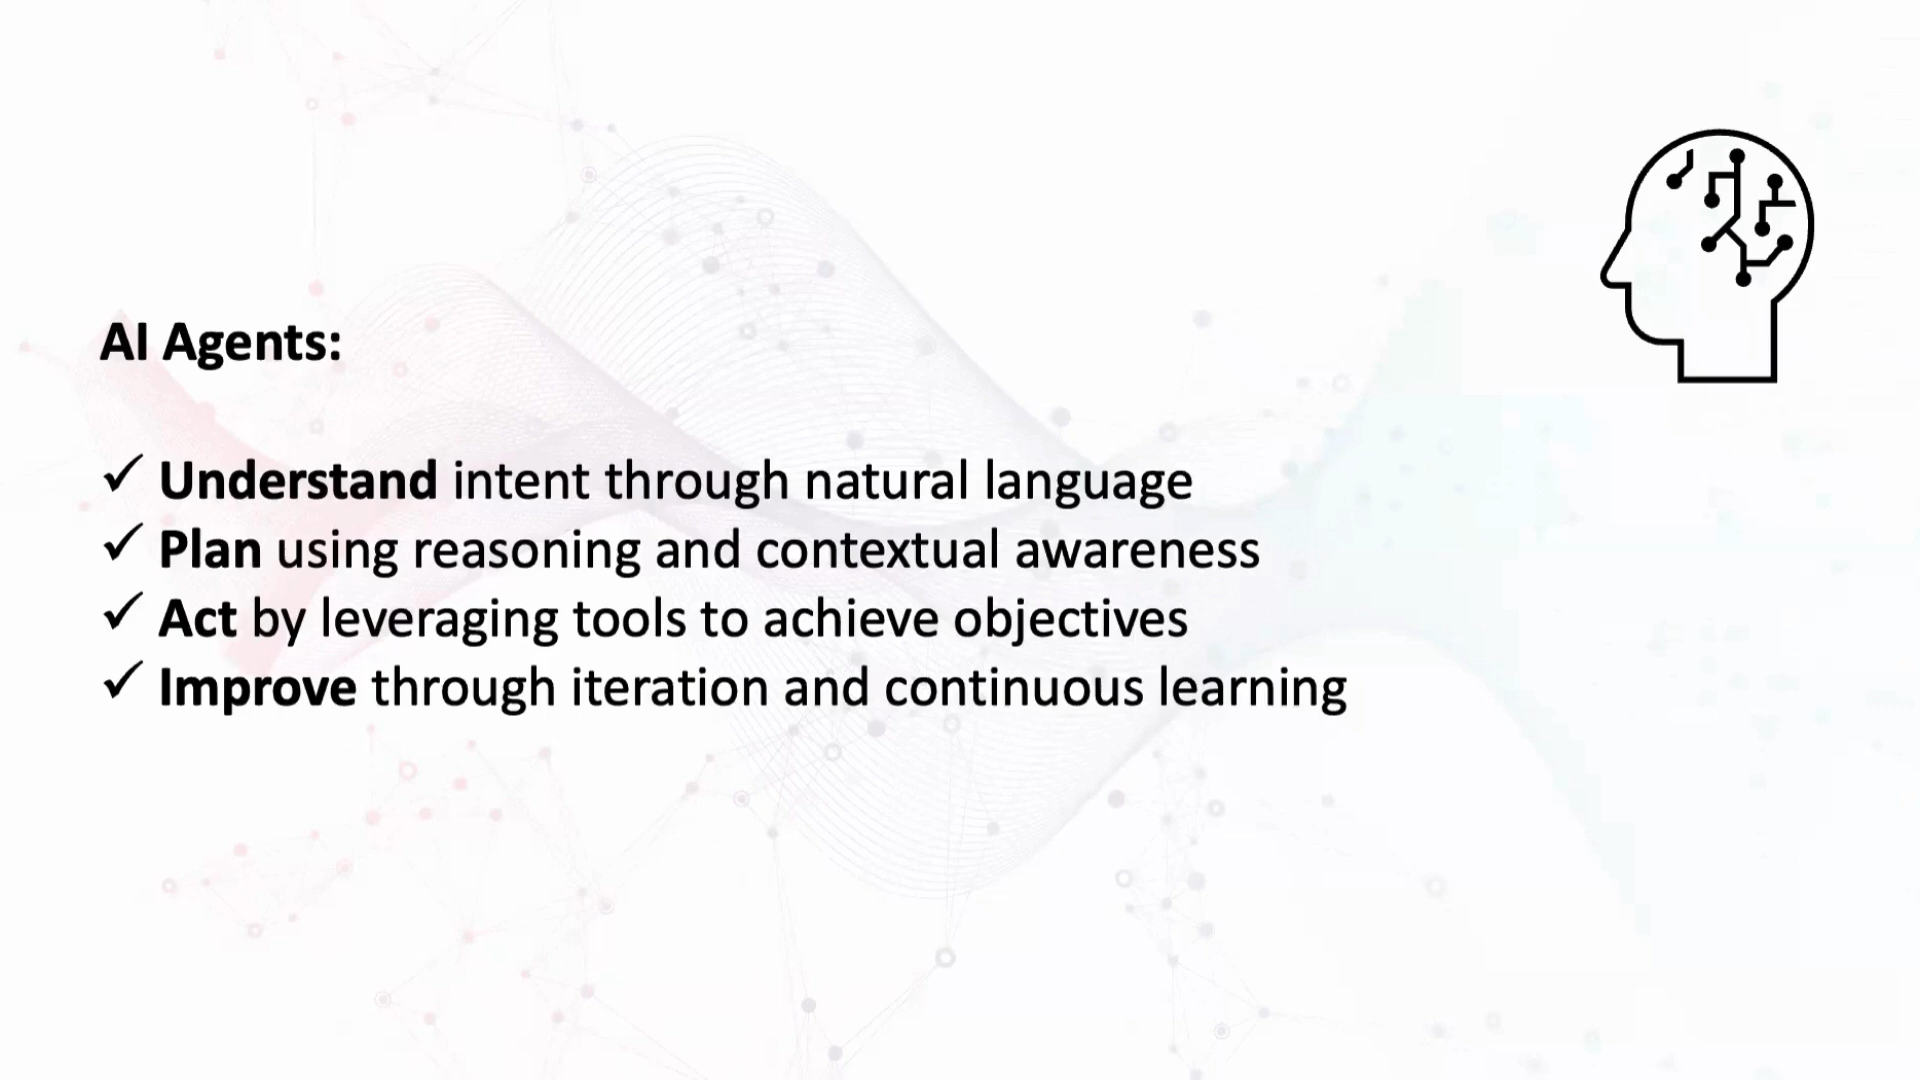 AI Agents:
✓ Understand intent through natural language
✓ Plan using reasoning and contextual awareness
✓ Act by leveraging tools to achieve objectives
✓ Improve through iteration and continuous learning